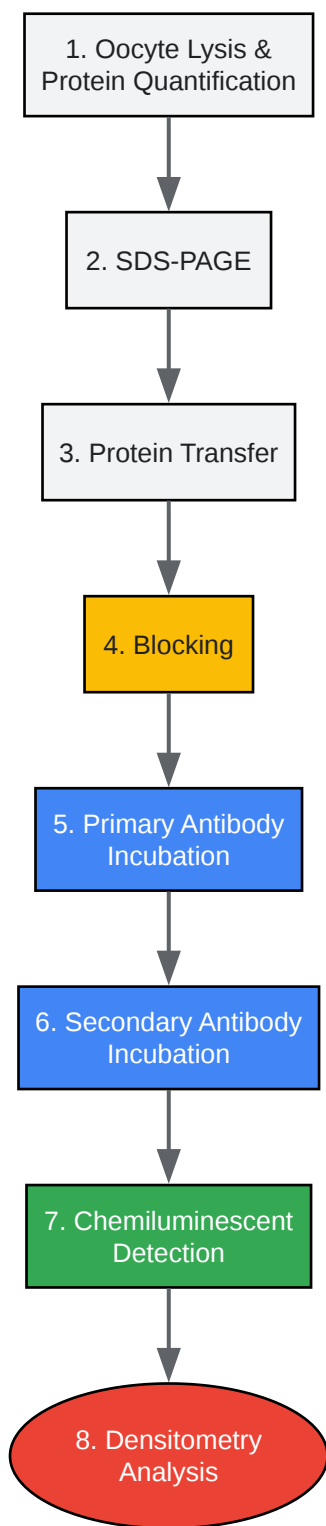 1. Oocyte Lysis &
Protein Quantification
2. SDS-PAGE
3. Protein Transfer
4. Blocking
5. Primary Antibody
Incubation
6. Secondary Antibody
Incubation
7. Chemiluminescent
Detection
8. Densitometry
Analysis